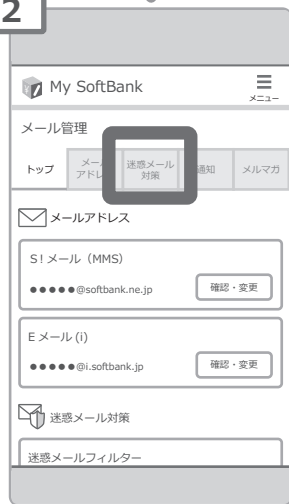 2
My SoftBank
メニュー
メール管理
トップ
メール
アドレス
迷惑メール
対策
通知
メルマガ
メールアドレス
S! メール（MMS）
●●●●●@softbank.ne.jp
確認・変更
E メール (i)
●●●●●@i.softbank.jp
確認・変更
迷惑メール対策
迷惑メールフィルター